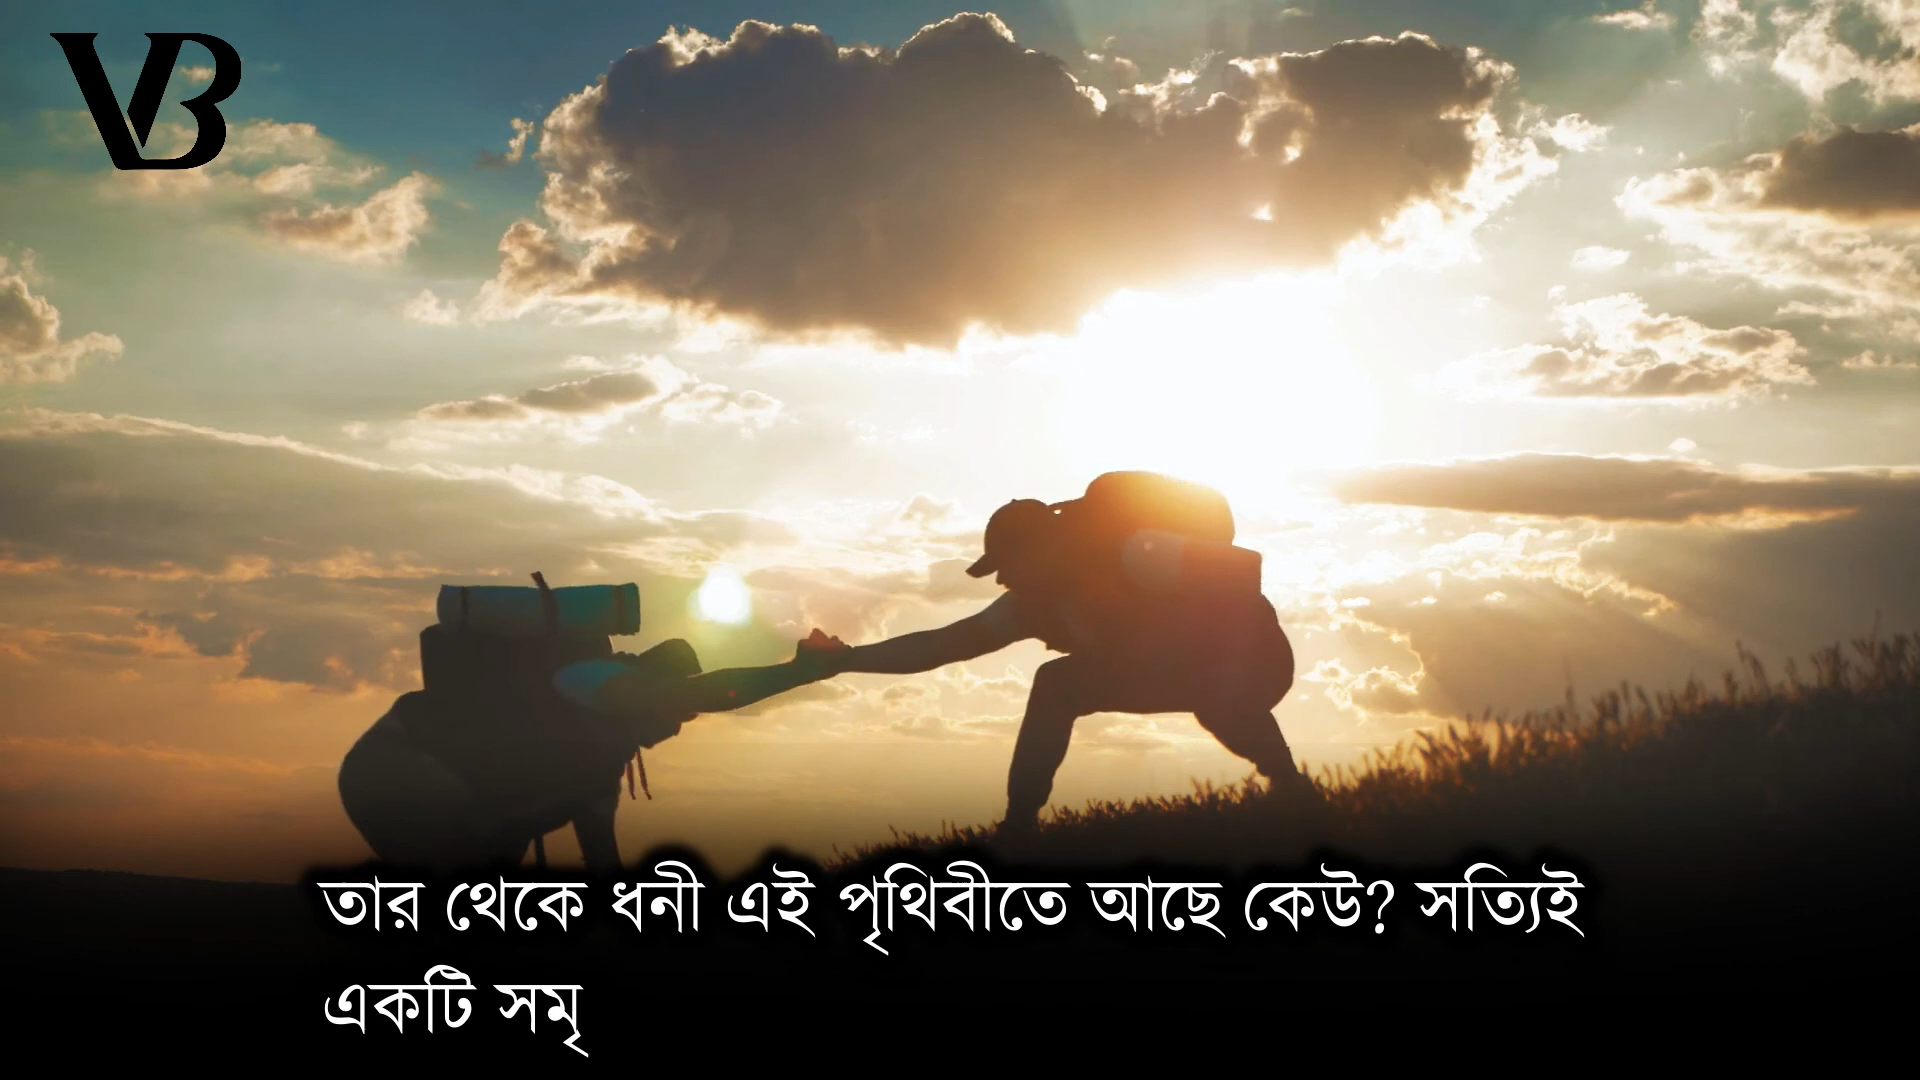 VB
তার থেকে ধনী এই পৃথিবীতে আছে কেউ? সত্যিই
একটি সমৃ